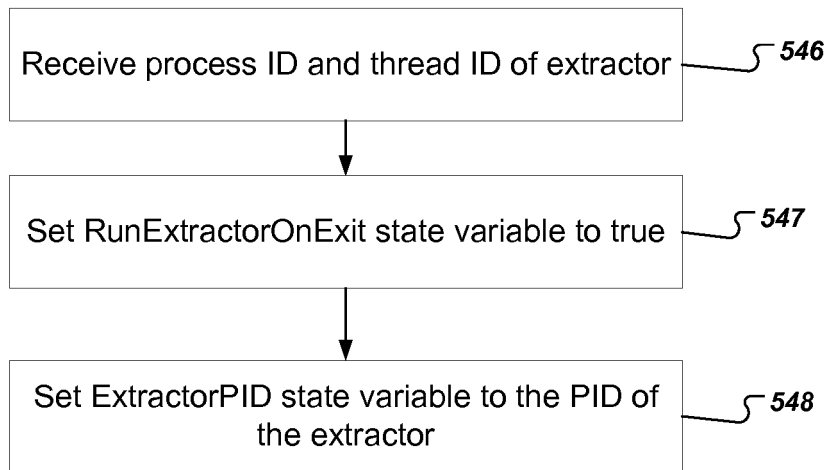 Receive process ID and thread ID of extractor
546
Set RunExtractorOnExit state variable to true
547
Set ExtractorPID state variable to the PID of
the extractor
548